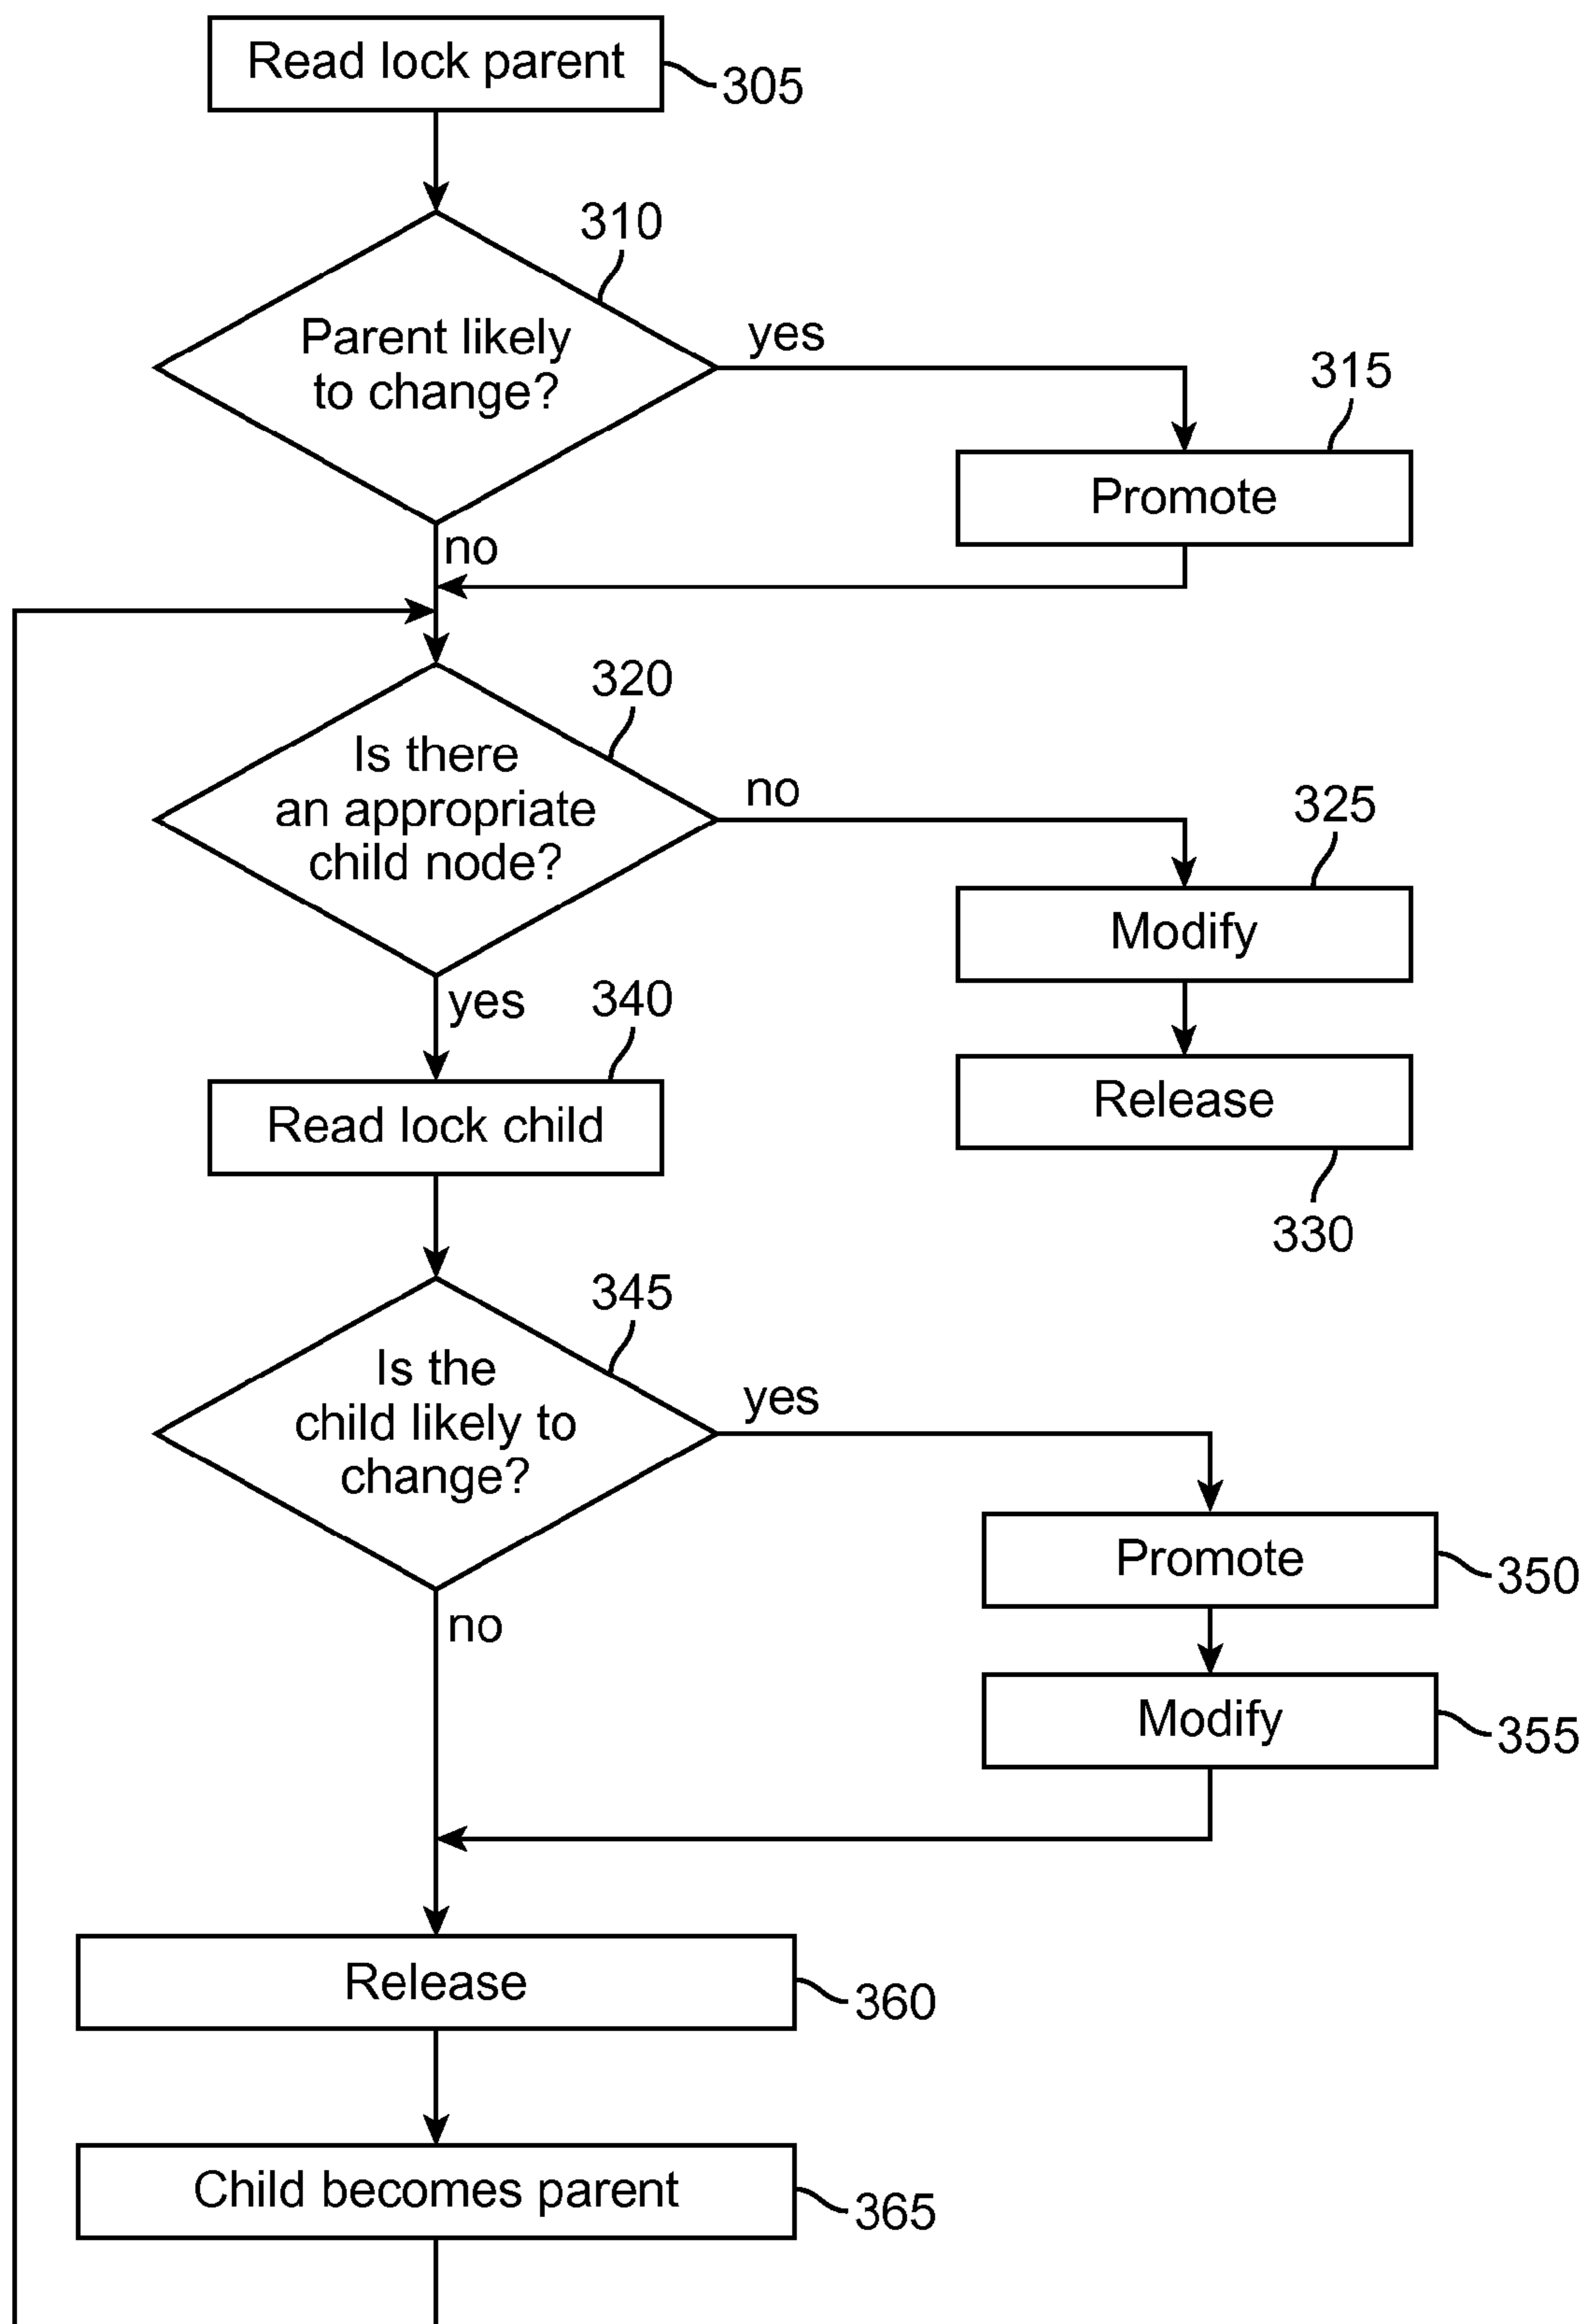 Read lock parent
305
310
Parent likely
to change?
yes
315
Promote
no
320
Is there
an appropriate
child node?
no
325
Modify
yes
340
Release
Read lock child
330
345
Is the
child likely to
change?
yes
Promote
350
no
Modify
355
Release
360
Child becomes parent
365